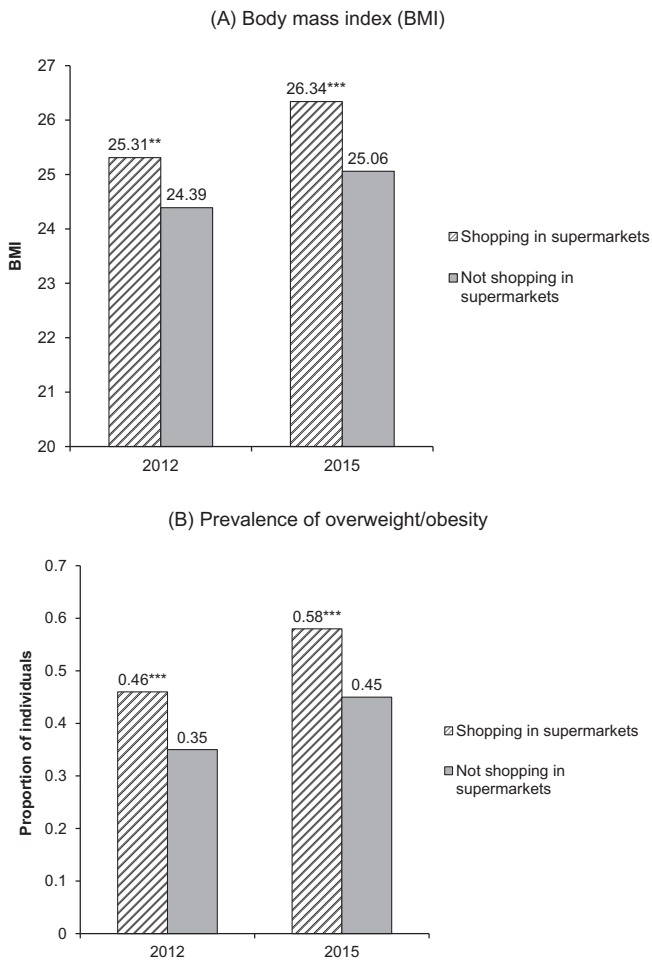 (A) Body mass index (BMI)
27
26
25
24
23
22
21
20
BMI
25.31**
24.39
26.34***
25.06
2012
2015
Shopping in supermarkets
Not shopping in
supermarkets
(B) Prevalence of overweight/obesity
0.7
0.6
0.5
0.4
0.3
0.2
0.1
0
Proportion of individuals
0.46***
0.35
0.58***
0.45
2012
2015
Shopping in supermarkets
Not shopping in
supermarkets